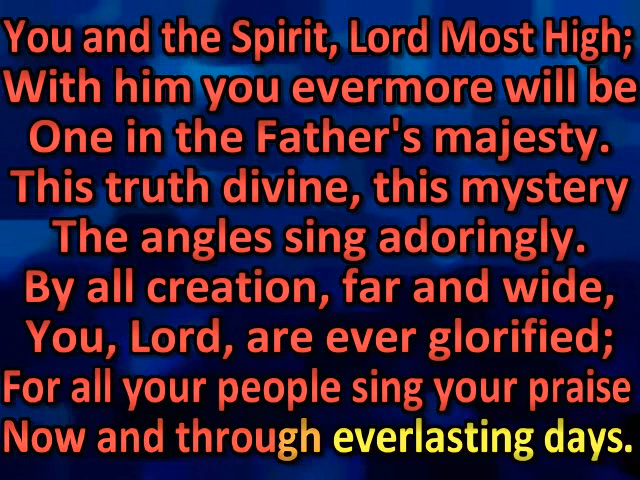 You and the Spirit, Lord Most High;
With him you evermore will be
One in the Father's majesty.
This truth divine, this mystery
The angles sing adoringly.
By all creation, far and wide,
You, Lord, are ever glorified;
For all your people sing your praise
Now and through everlasting days.